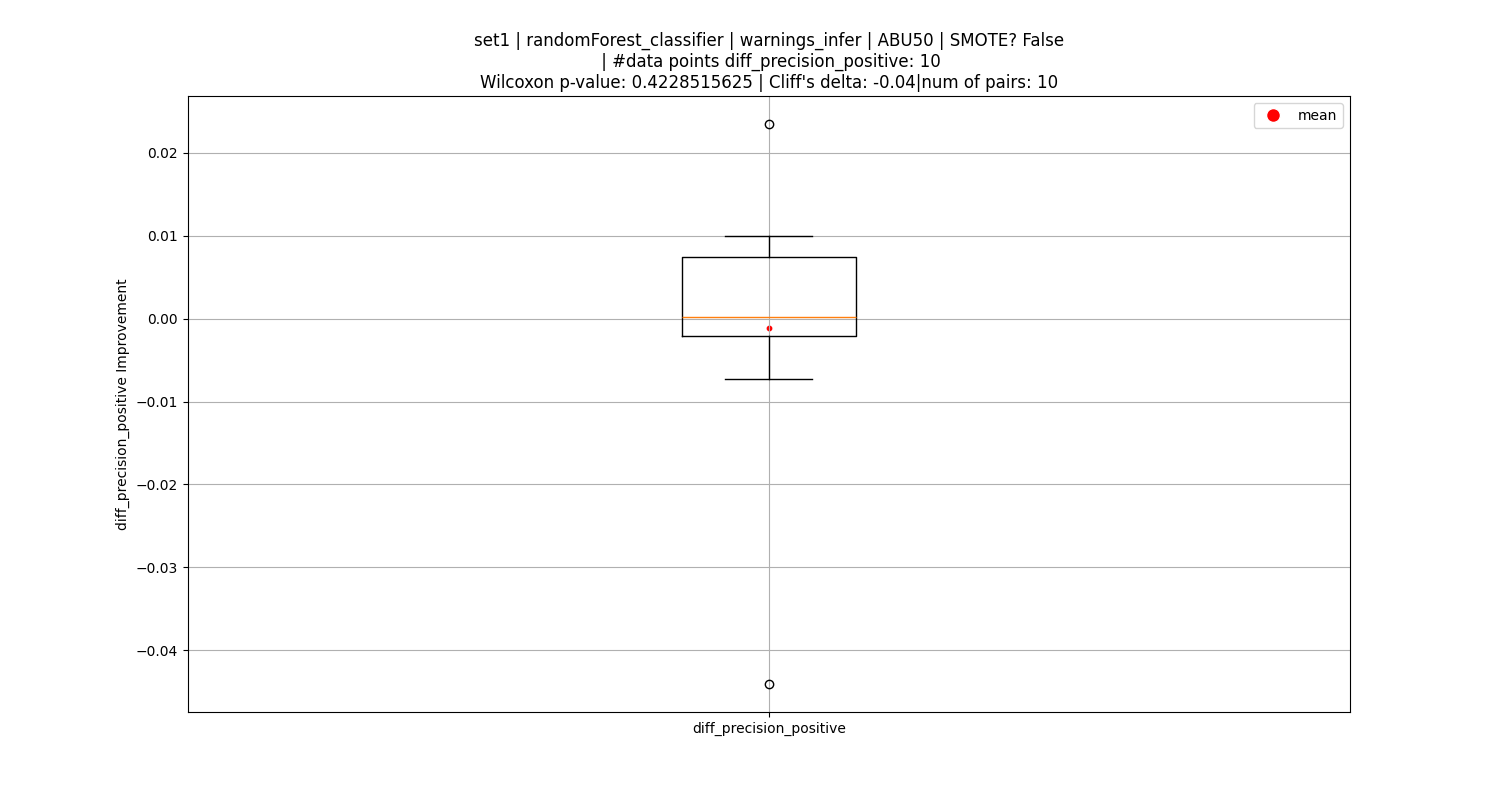 set1 | randomForest_classifier | warnings_infer | ABU50 | SMOTE? False
| #data points diff_precision_positive: 10
Wilcoxon p-value: 0.4228515625 | Cliff's delta: -0.04|num of pairs: 10
mean
0.02
0.01
0.00
−0.01
−0.02
−0.03
−0.04
diff_precision_positive Improvement
diff_precision_positive